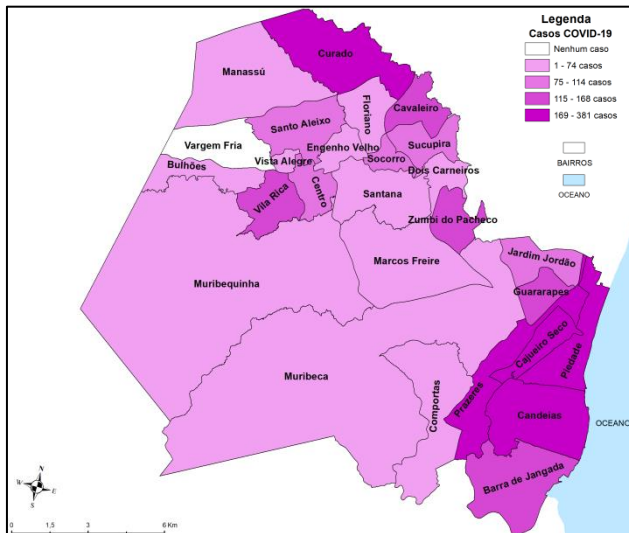 Legenda
Casos COVID-19
Nenhum caso
1 - 74 casos
75 - 114 casos
115 - 168 casos
169 - 381 casos
BAIRROS
OCEANO
Curado
Manassú
Floriano
Cavaleiro
Santo Aleixo
Vargem Fria
Engenho Velho
Sucupira
Vista Alegre
Socorro
Bulhões
Dois Carneiros
Vila Rica
Centro
Santana
Zumbi do Pacheco
Marcos Freire
Jardim Jordão
Muribequinha
Guararapes
Cajueiro Seco
Piedade
Muribeca
Comportas
Prazeres
Candeias
OCEANO
Barra de Jangada
N
W
E
S
0
1,5
3
6 Km